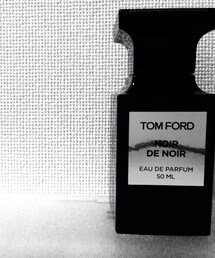 TOM FORD
NOIR
DE NOIR
EAU DE PARFUM
50 ML